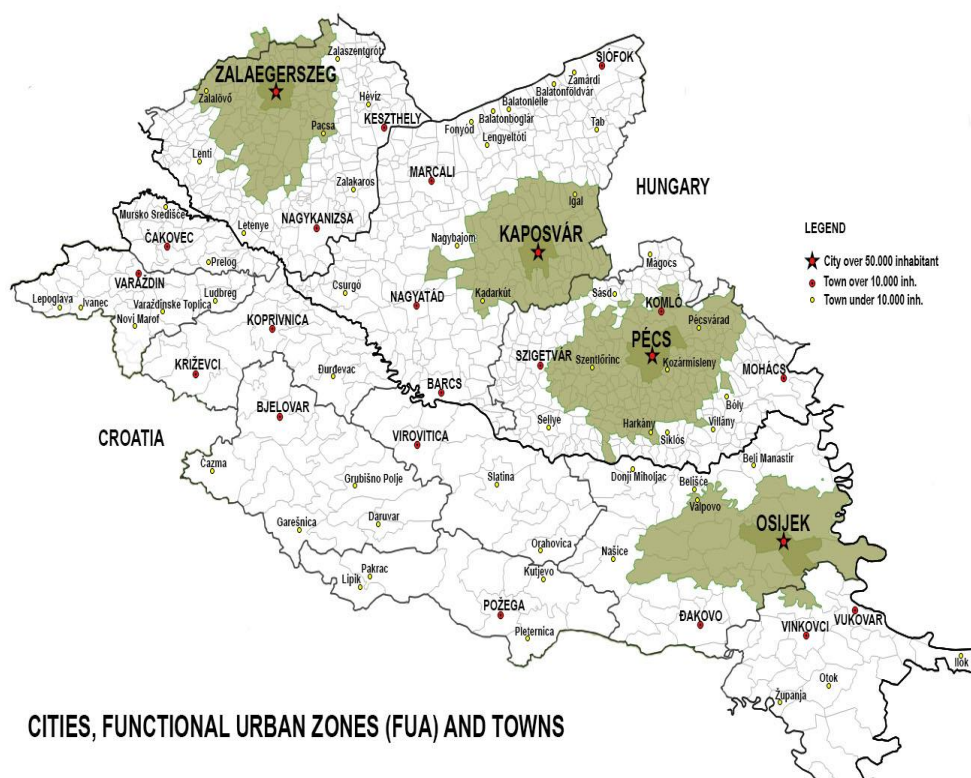 SIÓFOK
Zalaszentgrót
Zamárdi
ZALAEGERSZEG
Balatonföldvár
Zalalövő
Hévíz
Balatonlelle
Balatonboglár
KESZTHELY
Fonyód
Tab
Pacsa
Lengyeltóti
Lenti
MARCALI
HUNGARY
Zalakaros
Igal
Mursko Središće
Letenye
NAGYKANIZSA
LEGEND
ČAKOVEC
KAPOSVÁR
Nagybajom
City over 50.000 inhabitant
Prelog
Mágocs
VARAŽDIN
Town over 10.000 inh.
Csurgó
Sásd
Lepoglava
Ivanec
Varaždinske Toplica
Ludbreg
NAGYATÁD
Kadarkút
KOMLÓ
Town under 10.000 inh.
Novi Marof
KOPRIVNICA
Pécsvárad
PÉCS
SZIGETVÁR
Szentlőrinc
Kozármisleny
KRIŽEVCI
Đurđevac
MOHÁCS
BARCS
BJELOVAR
Bóly
CROATIA
VIROVITICA
Sellye
Harkány
Siklós
Villány
Čazma
Donji Miholjac
Beli Manastir
Grubišno Polje
Slatina
Belišće
Valpovo
Garešnica
Daruvar
OSIJEK
Orahovica
Našice
Pakrac
Lipik
Kutjevo
POŽEGA
ĐAKOVO
VUKOVAR
VINKOVCI
Pleternica
Ilok
Otok
Županja
CITIES, FUNCTIONAL URBAN ZONES (FUA) AND TOWNS